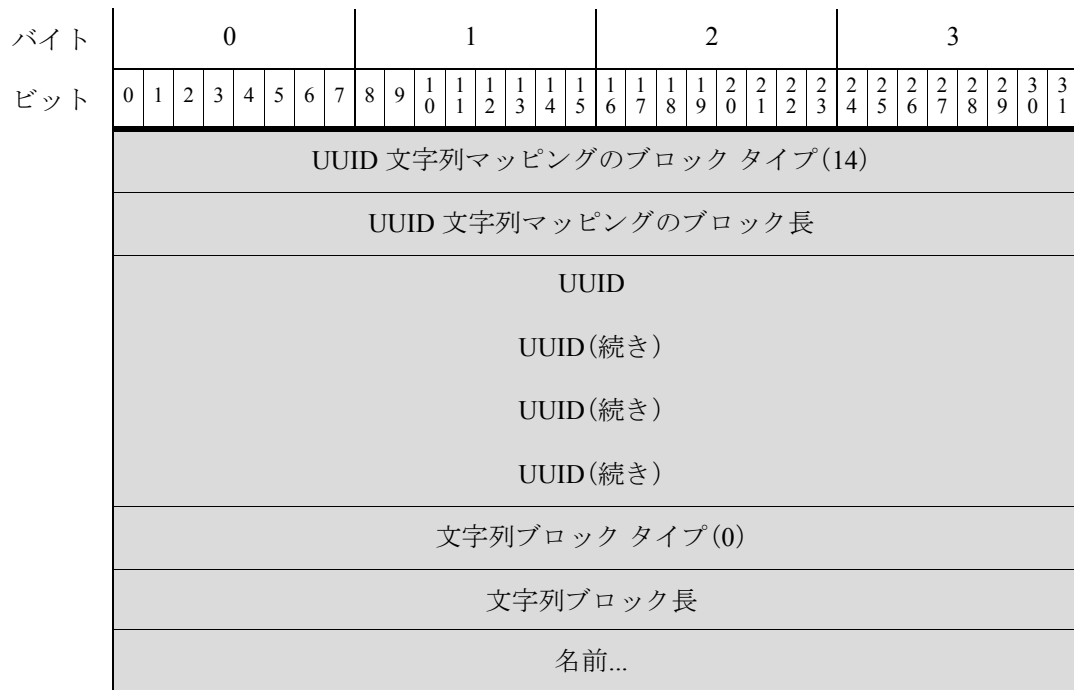 バイト 0 1 2 3
ビット 0 1 2 3 4 5 6 7 8 9 10 11 12 13 14 15 16 17 18 19 20 21 22 23 24 25 26 27 28 29 30 31
UUID 文字列マッピングのブロック タイプ(14)
UUID 文字列マッピングのブロック長
UUID
UUID(続き)
UUID(続き)
UUID(続き)
文字列ブロック タイプ(0)
文字列ブロック長
名前...